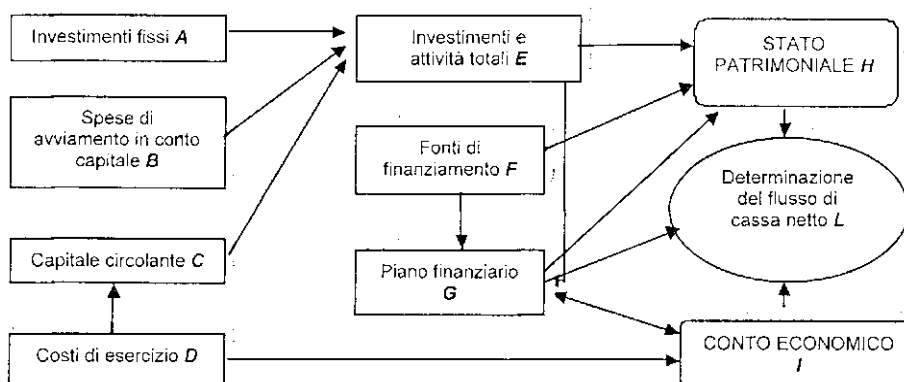 Investimenti fissi A
Spese di
avviamento in conto
capitale B
Capitale circolante C
Costi di esercizio D
Investimenti e
attività totali E
Fonti di
finanziamento F
Piano finanziario
G
STATO
PATRIMONIALE H
Determinazione
del flusso di
cassa netto L
CONTO ECONOMICO
I